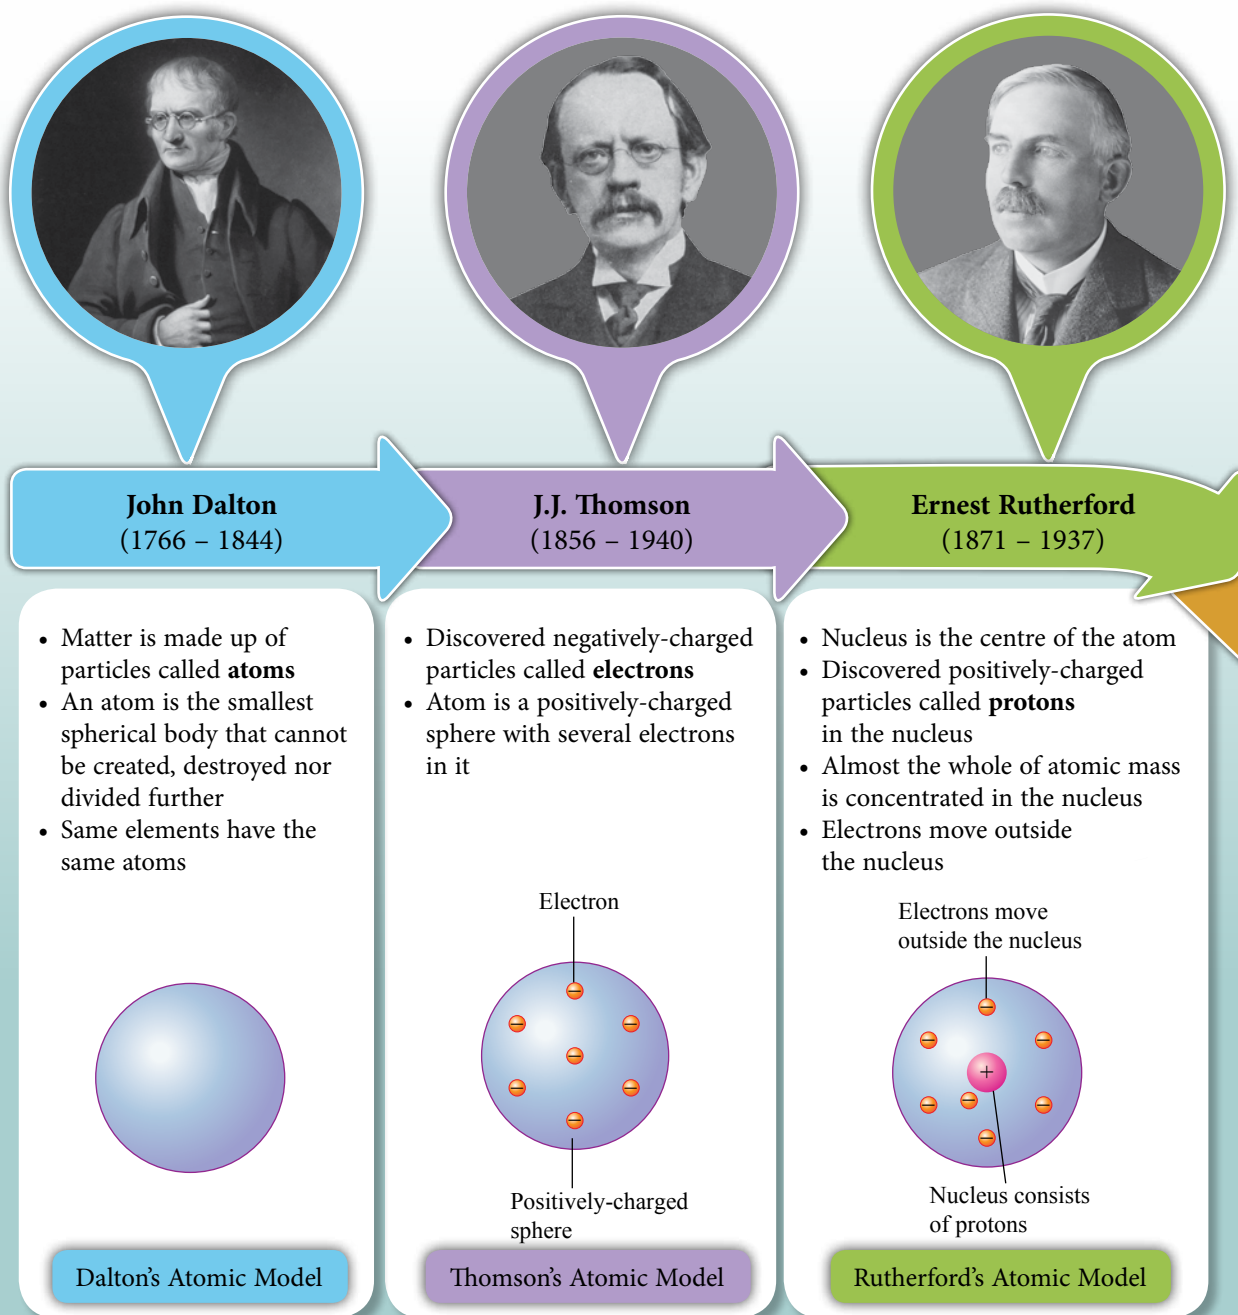 John Dalton
(1766 – 1844)
J.J. Thomson
(1856 – 1940)
Ernest Rutherford
(1871 – 1937)
• Matter is made up of
particles called atoms
• An atom is the smallest
spherical body that cannot
be created, destroyed nor
divided further
• Same elements have the
same atoms
Dalton's Atomic Model
• Discovered negatively-charged
particles called electrons
• Atom is a positively-charged
sphere with several electrons
in it
Electron
−
−
−
−
−
−
−
Positively-charged
sphere
Thomson's Atomic Model
• Nucleus is the centre of the atom
• Discovered positively-charged
particles called protons
in the nucleus
• Almost the whole of atomic mass
is concentrated in the nucleus
• Electrons move outside
the nucleus
Electrons move
outside the nucleus
−
−
−
+
−
−
−
−
Nucleus consists
of protons
Rutherford's Atomic Model